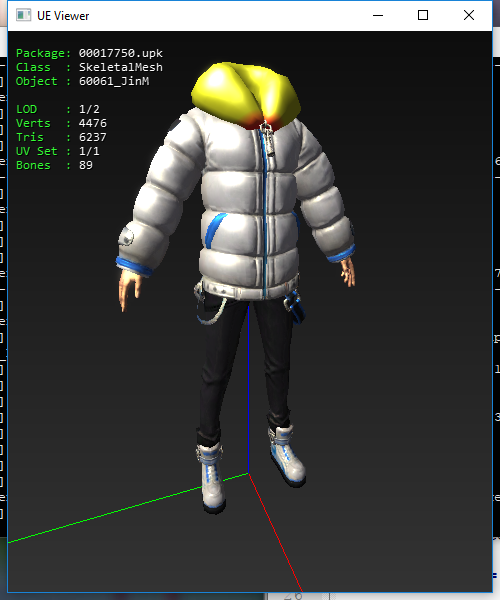 UE Viewer
Package: 00017750.upk
Class : SkeletalMesh
Object : 60061_JinM
LOD : 1/2
Verts : 4476
Tris : 6237
UV Set : 1/1
Bones : 89